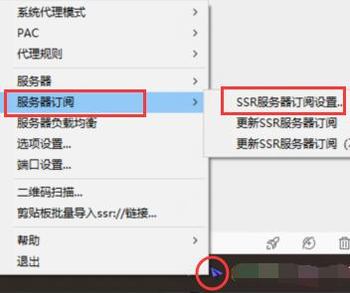 系统代理模式
PAC
代理规则
服务器
服务器订阅
SSR服务器订阅设置...
服务器负载均衡
更新SSR服务器订阅
选项设置...
更新SSR服务器订阅
端口设置...
二维码扫描...
剪贴板批量导入ssr://链接...
帮助
退出